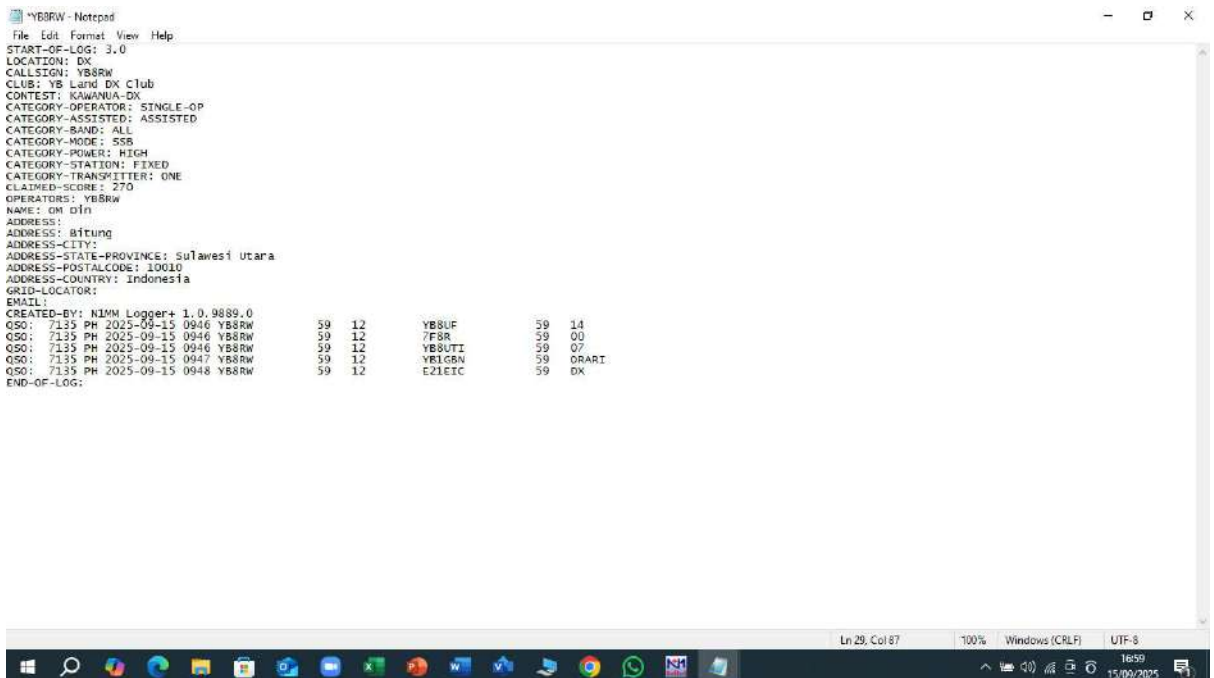 *YB8RW - Notepad
File Edit Format View Help
START-OF-LOG: 3.0
LOCATION: DX
CALLSIGN: YB8RW
CLUB: YB Land DX Club
CONTEST: KAWANUA-DX
CATEGORY-OPERATOR: SINGLE-OP
CATEGORY-ASSISTED: ASSISTED
CATEGORY-BAND: ALL
CATEGORY-MODE: SSB
CATEGORY-POWER: HIGH
CATEGORY-STATION: FIXED
CATEGORY-TRANSMITTER: ONE
CLAIMED-SCORE: 270
OPERATORS: YB8RW
NAME: OM Din
ADDRESS:
ADDRESS: Bitung
ADDRESS-CITY:
ADDRESS-STATE-PROVINCE: Sulawesi Utara
ADDRESS-POSTALCODE: 10010
ADDRESS-COUNTRY: Indonesia
GRID-LOCATOR:
EMAIL:
CREATED-BY: N1MM Logger+ 1.0.9889.0
QSO: 7135 PH 2025-09-15 0946 YB8RW 59 12 YB8UF 59 14
QSO: 7135 PH 2025-09-15 0946 YB8RW 59 12 7F8R 59 00
QSO: 7135 PH 2025-09-15 0946 YB8RW 59 12 YB8UTI 59 07
QSO: 7135 PH 2025-09-15 0947 YB8RW 59 12 YB1GBN 59 ORARI
QSO: 7135 PH 2025-09-15 0948 YB8RW 59 12 E21EIC 59 DX
END-OF-LOG:
Ln 29, Col 87 100% Windows (CRLF) UTF-8
N1MM
16:59
15/09/2025